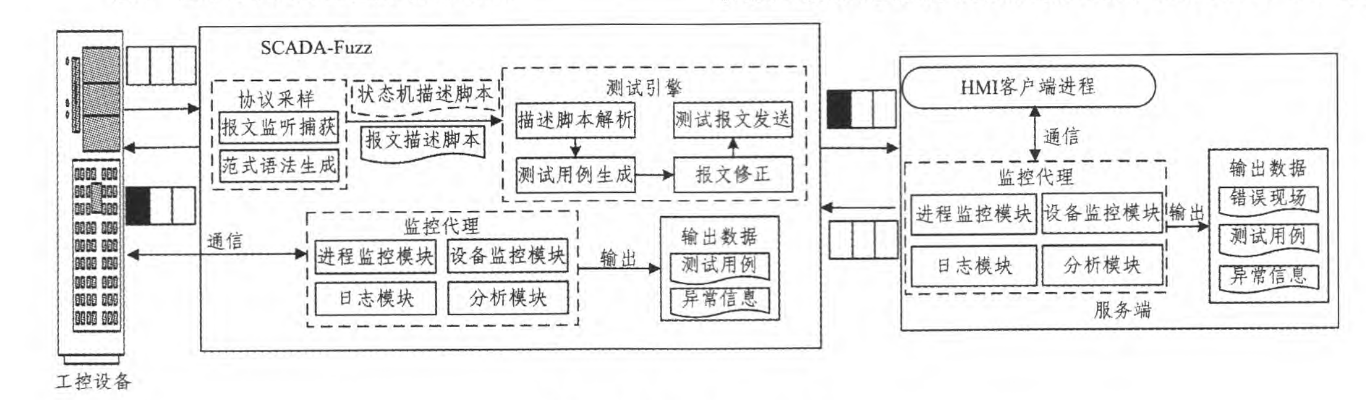 SCADA-Fuzz
协议采样
报文监听捕获
范式语法生成
状态机描述脚本
报文描述脚本
测试引擎
描述脚本解析
测试报文发送
测试用例生成
报文修正
通信
监控代理
进程监控模块
设备监控模块
日志模块
分析模块
输出
输出数据
测试用例
异常信息
工控设备
HMI客户端进程
通信
监控代理
进程监控模块
设备监控模块
日志模块
分析模块
输出
输出数据
错误现场
测试用例
异常信息
服务端